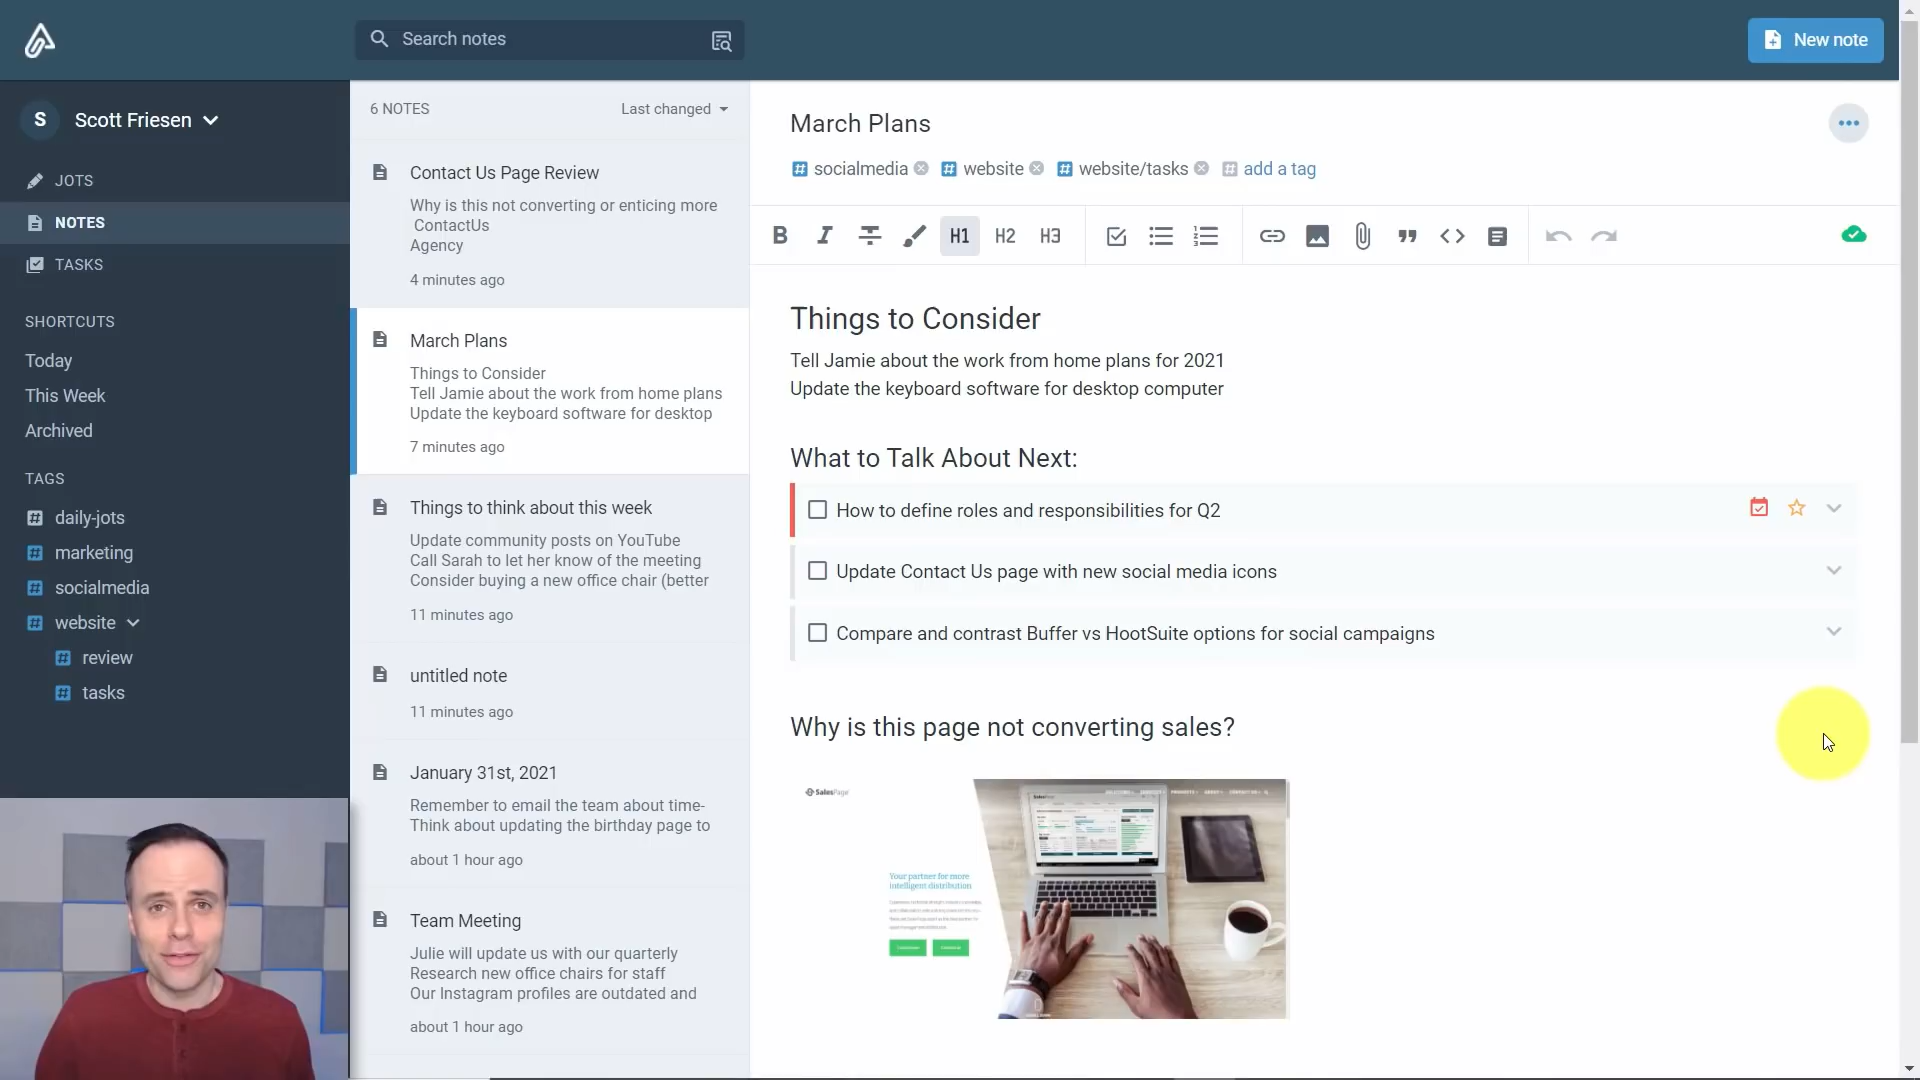 Search notes
New note
S
Scott Friesen
JOTS
NOTES
TASKS
SHORTCUTS
Today
This Week
Archived
TAGS
daily-jots
marketing
socialmedia
website
review
tasks
6 NOTES
Last changed
Contact Us Page Review
Why is this not converting or enticing more
ContactUs
Agency
4 minutes ago
March Plans
Things to Consider
Tell Jamie about the work from home plans
Update the keyboard software for desktop
7 minutes ago
Things to think about this week
Update community posts on YouTube
Call Sarah to let her know of the meeting
Consider buying a new office chair (better
11 minutes ago
untitled note
11 minutes ago
January 31st, 2021
Remember to email the team about time-
Think about updating the birthday page to
about 1 hour ago
Team Meeting
Julie will update us with our quarterly
Research new office chairs for staff
Our Instagram profiles are outdated and
about 1 hour ago
March Plans
socialmedia website website/tasks add a tag
B I H1 H2 H3
Things to Consider
Tell Jamie about the work from home plans for 2021
Update the keyboard software for desktop computer
What to Talk About Next:
How to define roles and responsibilities for Q2
Update Contact Us page with new social media icons
Compare and contrast Buffer vs HootSuite options for social campaigns
Why is this page not converting sales?
SalesPage
Your partner for more
intelligent distribution